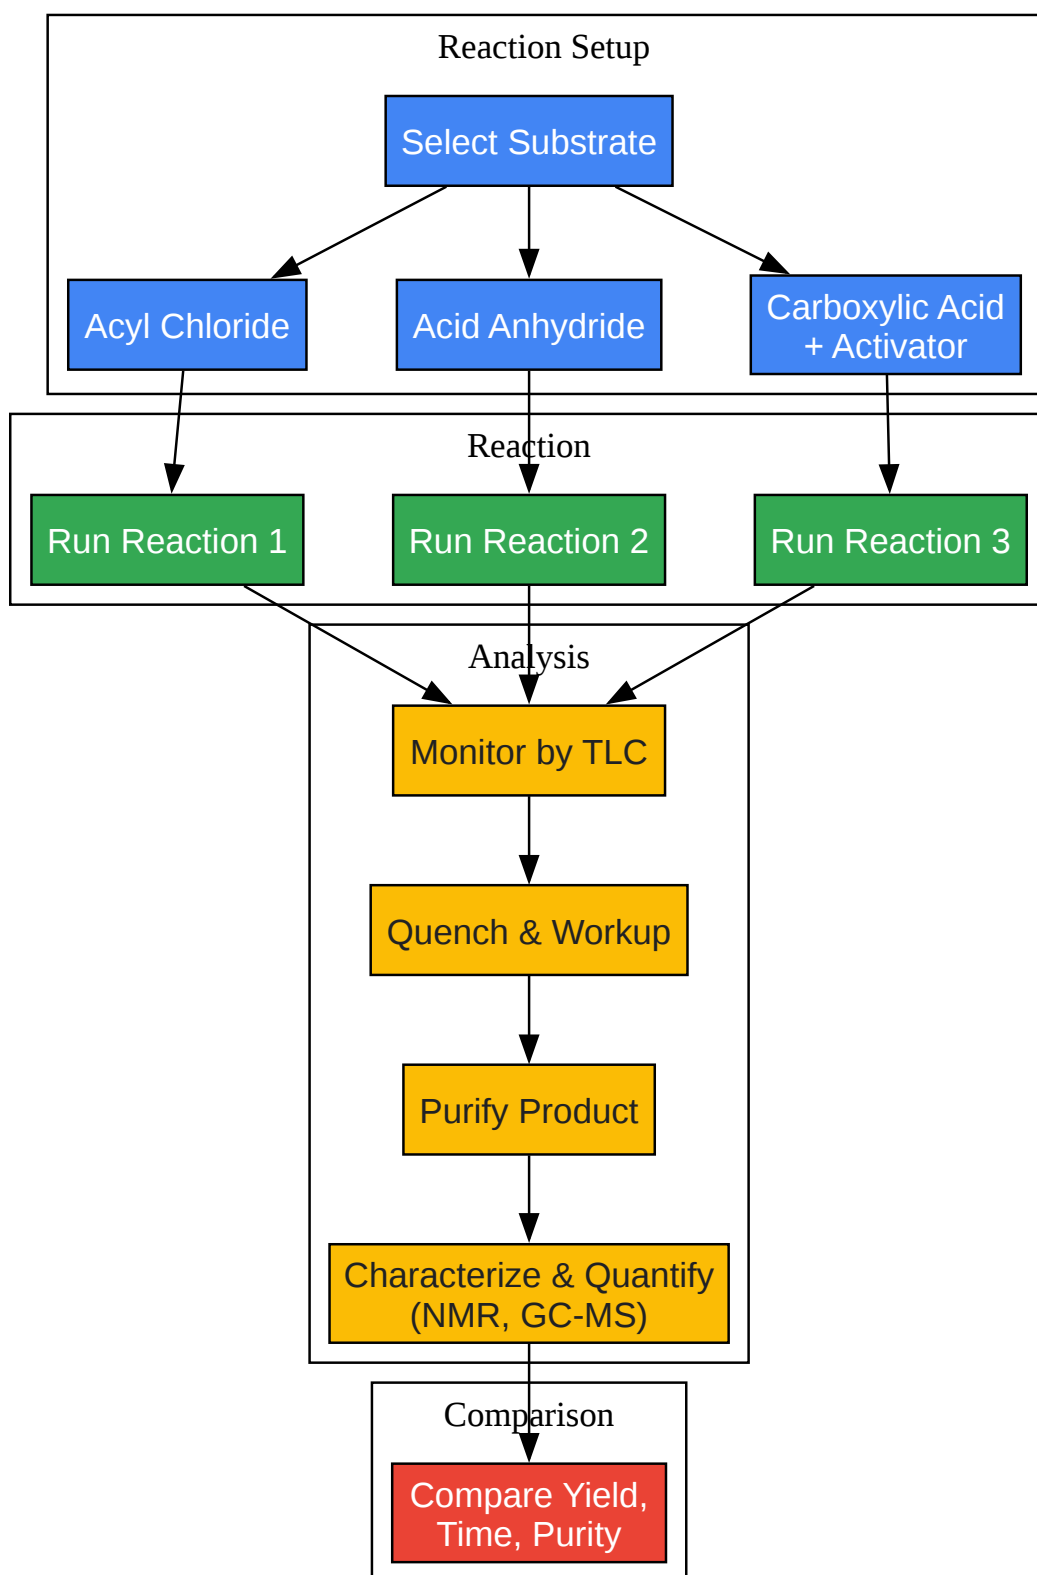 Reaction Setup
Select Substrate
Acyl Chloride
Acid Anhydride
Carboxylic Acid
+ Activator
Reaction
Run Reaction 1
Run Reaction 2
Run Reaction 3
Analysis
Monitor by TLC
Quench & Workup
Purify Product
Characterize & Quantify
(NMR, GC-MS)
Comparison
Compare Yield,
Time, Purity